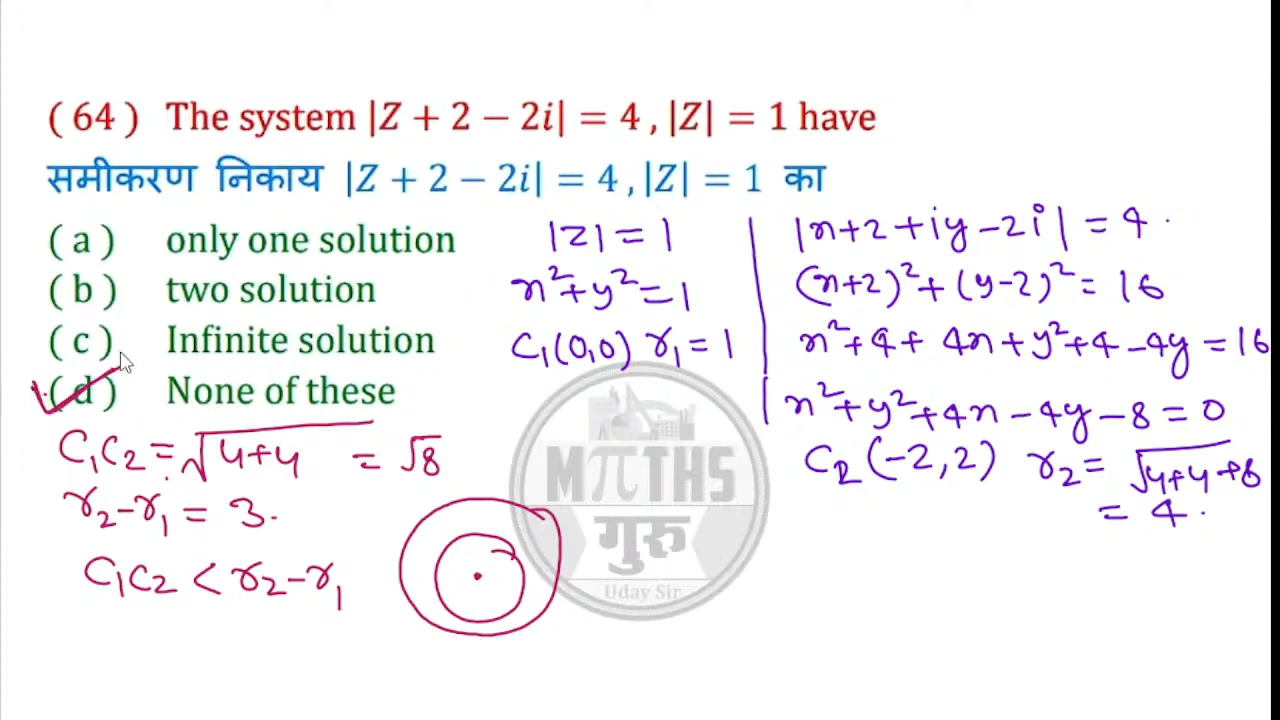 ( 64 ) The system |Z + 2 − 2i| = 4 , |Z| = 1 have
समीकरण निकाय |Z + 2 − 2i| = 4 , |Z| = 1 का
( a ) only one solution
( b ) two solution
( c ) Infinite solution
( d ) None of these
|z| = 1
x²+y²=1
C₁(0,0) r₁ = 1
|x+2+iy−2i| = 4.
(x+2)²+(y−2)²= 16
x²+4+ 4x+y²+4−4y = 16
x²+y²+4x−4y−8=0
C₂(−2,2) r₂= √4+4+8
= 4.
C₁C₂ = √4+4 = √8
r₂−r₁ = 3.
C₁C₂ < r₂−r₁
MπTHS
गुरु
Uday Sir